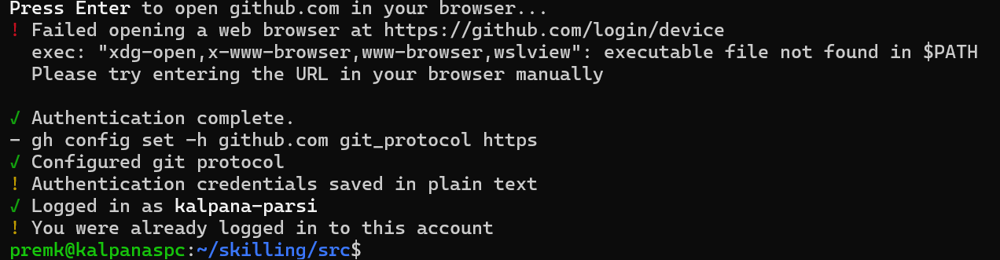 Press Enter to open github.com in your browser...
! Failed opening a web browser at https://github.com/login/device
exec: "xdg-open,x-www-browser,www-browser,wslview": executable file not found in $PATH
Please try entering the URL in your browser manually
✓ Authentication complete.
- gh config set -h github.com git_protocol https
✓ Configured git protocol
! Authentication credentials saved in plain text
✓ Logged in as kalpana-parsi
! You were already logged in to this account
premk@kalpanaspc:~/skilling/src$